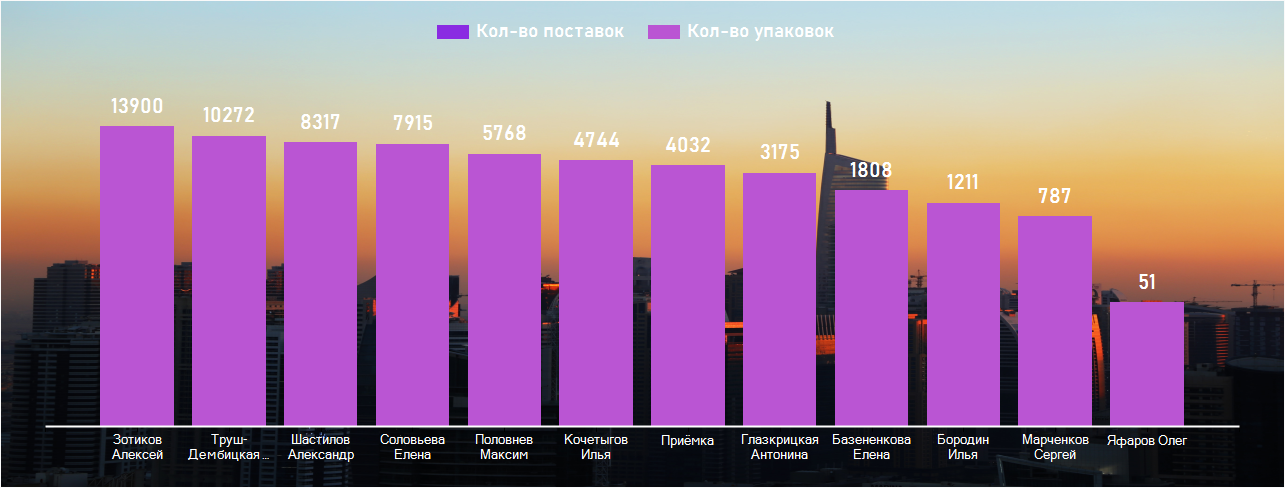 Кол-во поставок Кол-во упаковок
13900 10272 8317 7915 5768 4744 4032 3175 1808 1211 787 51
Зотиков Алексей
Труш-Дембицкая ...
Шастилов Александр
Соловьева Елена
Половнев Максим
Кочетыгов Илья
Приёмка
Глазкрицкая Антонина
Базененкова Елена
Бородин Илья
Марченков Сергей
Яфаров Олег